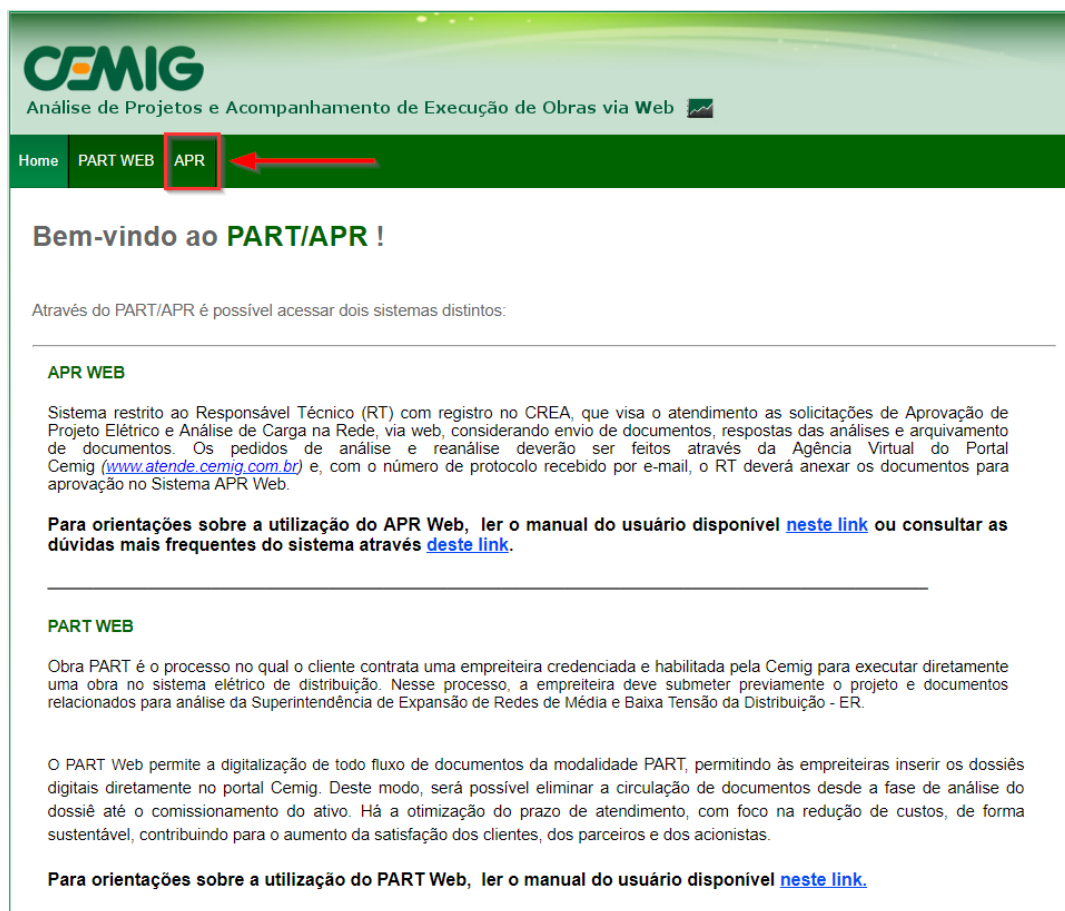 CEMIG
Análise de Projetos e Acompanhamento de Execução de Obras via Web
Home PART WEB APR
Bem-vindo ao PART/APR !
Através do PART/APR é possível acessar dois sistemas distintos:
APR WEB
Sistema restrito ao Responsável Técnico (RT) com registro no CREA, que visa o atendimento as solicitações de Aprovação de
Projeto Elétrico e Análise de Carga na Rede, via web, considerando envio de documentos, respostas das análises e arquivamento
de documentos. Os pedidos de análise e reanálise deverão ser feitos através da Agência Virtual do Portal
Cemig (www.atende.cemig.com.br) e, com o número de protocolo recebido por e-mail, o RT deverá anexar os documentos para
aprovação no Sistema APR Web.
Para orientações sobre a utilização do APR Web, ler o manual do usuário disponível neste link ou consultar as
dúvidas mais frequentes do sistema através deste link.
PART WEB
Obra PART é o processo no qual o cliente contrata uma empreiteira credenciada e habilitada pela Cemig para executar diretamente
uma obra no sistema elétrico de distribuição. Nesse processo, a empreiteira deve submeter previamente o projeto e documentos
relacionados para análise da Superintendência de Expansão de Redes de Média e Baixa Tensão da Distribuição - ER.
O PART Web permite a digitalização de todo fluxo de documentos da modalidade PART, permitindo às empreiteiras inserir os dossiês
digitais diretamente no portal Cemig. Deste modo, será possível eliminar a circulação de documentos desde a fase de análise do
dossiê até o comissionamento do ativo. Há a otimização do prazo de atendimento, com foco na redução de custos, de forma
sustentável, contribuindo para o aumento da satisfação dos clientes, dos parceiros e dos acionistas.
Para orientações sobre a utilização do PART Web, ler o manual do usuário disponível neste link.